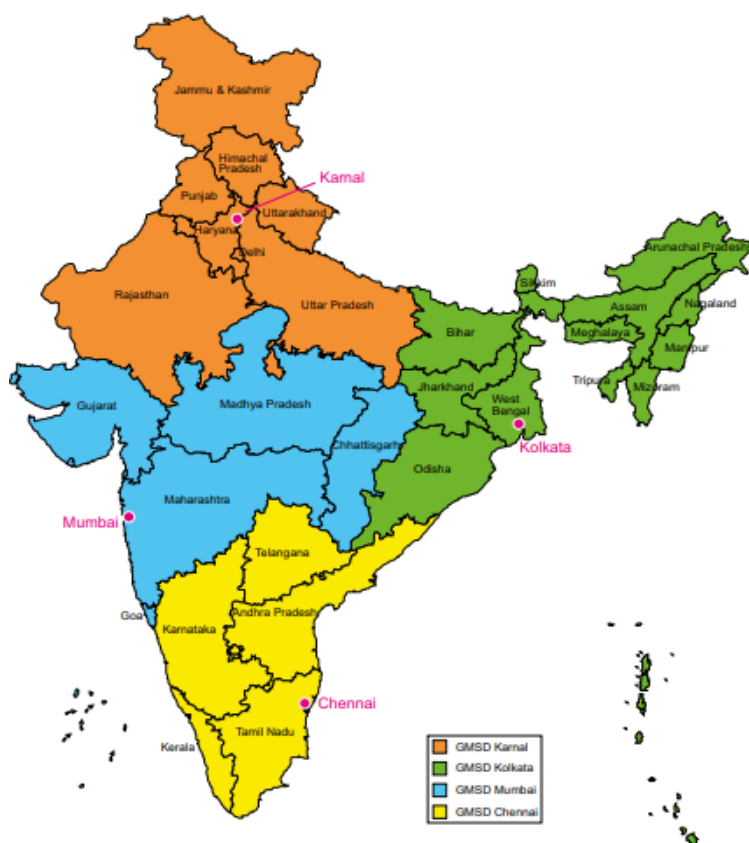 Jammu & Kashmir
Himachal
Pradesh
Karnal
Punjab
Uttarakhand
Haryana
Delhi
Arunachal Pradesh
Sikkim
Rajasthan
Uttar Pradesh
Assam
Nagaland
Bihar
Meghalaya
Manipur
Tripura
Mizoram
Jharkhand
West
Bengal
Gujarat
Madhya Pradesh
Chhattisgarh
Kolkata
Odisha
Maharashtra
Mumbai
Telangana
Goa
Andhra Pradesh
Karnataka
Chennai
Tamil Nadu
Kerala
GMSD Karnal
GMSD Kolkata
GMSD Mumbai
GMSD Chennai